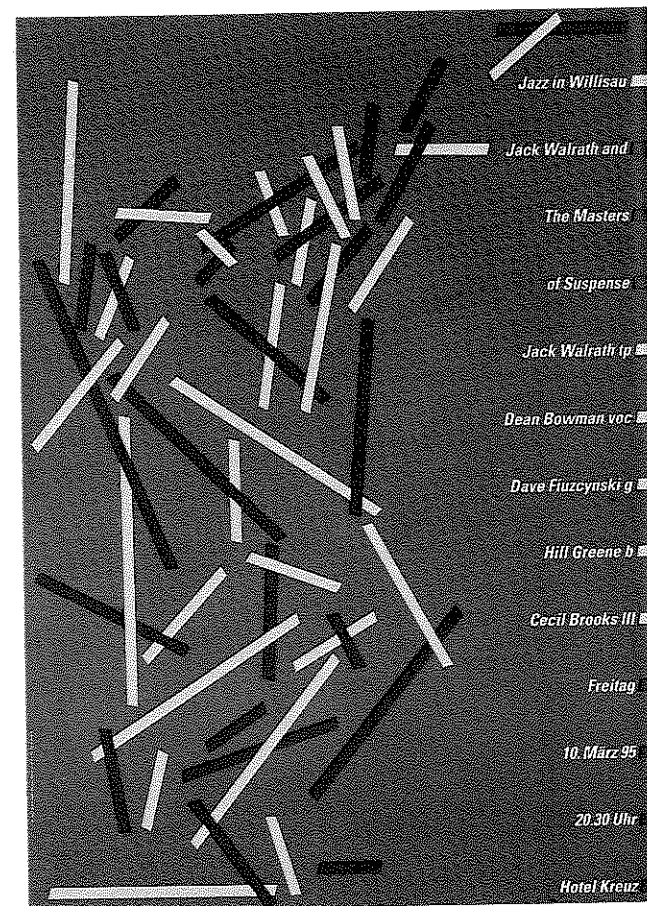 Jazz in Willisau
Jack Walrath and
The Masters
of Suspense
Jack Walrath tp
Dean Bowman voc
Dave Fiuzcynski g
Hill Greene b
Cecil Brooks III
Freitag
10. März 95
20.30 Uhr
Hotel Kreuz